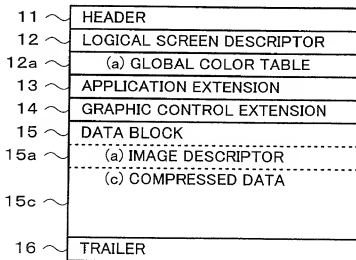 11 HEADER
12 LOGICAL SCREEN DESCRIPTOR
12a (a) GLOBAL COLOR TABLE
13 APPLICATION EXTENSION
14 GRAPHIC CONTROL EXTENSION
15 DATA BLOCK
15a (a) IMAGE DESCRIPTOR
(c) COMPRESSED DATA
15c
16 TRAILER